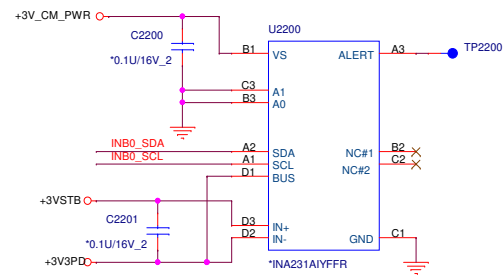 +3V_CM_PWR
C2200
*0.1U/16V_2
U2200
B1 VS ALERT A3 TP2200
C3 A1
B3 A0
INB0_SDA A2 SDA NC#1 B2
INB0_SCL A1 SCL NC#2 C2
D1 BUS
+3VSTB
C2201
*0.1U/16V_2
D3 IN+
+3V3PD D2 IN- GND C1
*INA231AIYFFR